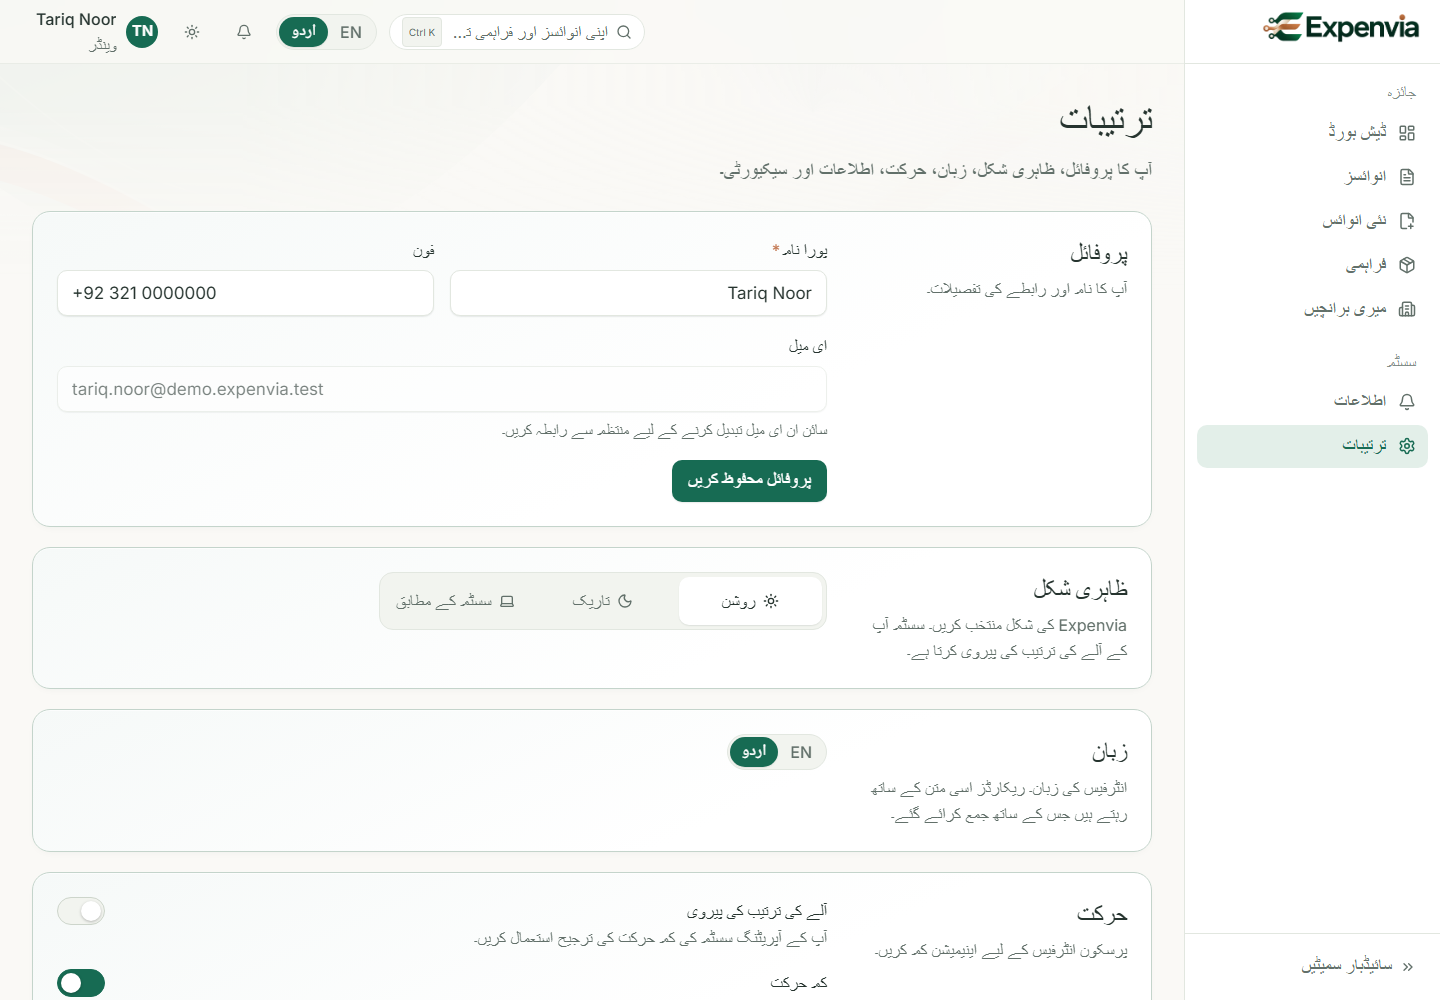 Expenvia
اپنی انوائسز اور فراہمی تـ...
Ctrl K
EN
اردو
TN
Tariq Noor
وینڈر
جائزہ
ڈیش بورڈ
انوائسز
نئی انوائس
فراہمی
میری برانچیں
سسٹم
اطلاعات
ترتیبات
سائیڈبار سمیٹیں
ترتیبات
آپ کا پروفائل، ظاہری شکل، زبان، حرکت، اطلاعات اور سیکیورٹی۔
پروفائل
آپ کا نام اور رابطے کی تفصیلات۔
پورا نام *
Tariq Noor
فون
+92 321 0000000
ای میل
tariq.noor@demo.expenvia.test
سائن ان ای میل تبدیل کرنے کے لیے منتظم سے رابطہ کریں۔
پروفائل محفوظ کریں
ظاہری شکل
Expenvia کی شکل منتخب کریں۔ سسٹم آپ
کے آلے کی ترتیب کی پیروی کرتا ہے۔
روشن
تاریک
سسٹم کے مطابق
زبان
انٹرفیس کی زبان۔ ریکارڈز اسی متن کے ساتھ
رہتے ہیں جس کے ساتھ جمع کرائے گئے۔
EN
اردو
حرکت
پرسکون انٹرفیس کے لیے اینیمیشن کم کریں۔
آلے کی ترتیب کی پیروی
آپ کے آپریٹنگ سسٹم کی کم حرکت کی ترجیح استعمال کریں۔
کم حرکت